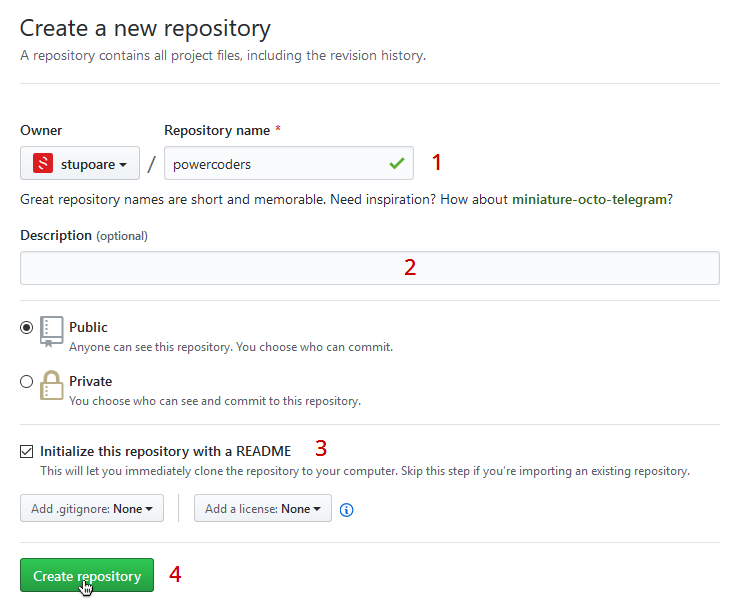 Create a new repository
A repository contains all project files, including the revision history.
Owner Repository name *
stupoare / powercoders 1
Great repository names are short and memorable. Need inspiration? How about miniature-octo-telegram?
Description (optional)
2
Public
Anyone can see this repository. You choose who can commit.
Private
You choose who can see and commit to this repository.
Initialize this repository with a README 3
This will let you immediately clone the repository to your computer. Skip this step if you're importing an existing repository.
Add .gitignore: None Add a license: None i
Create repository 4